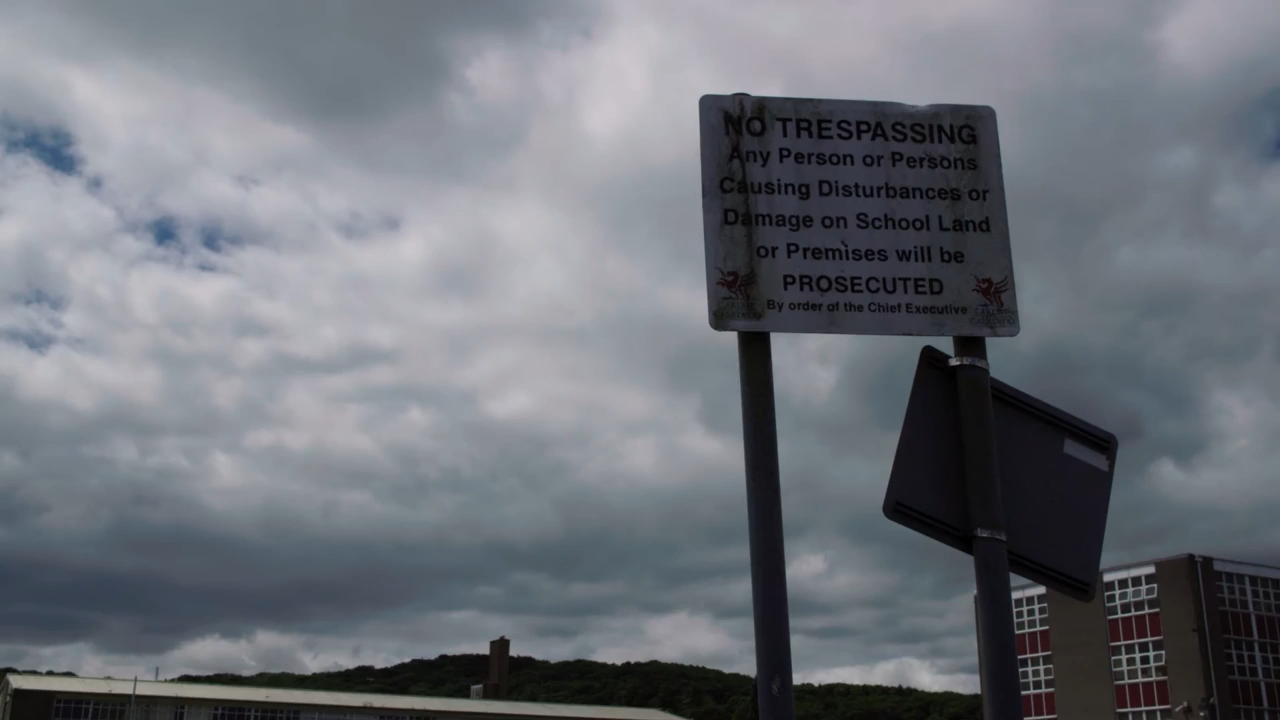 NO TRESPASSING
Any Person or Persons
Causing Disturbances or
Damage on School Land
or Premises will be
PROSECUTED
By order of the Chief Executive